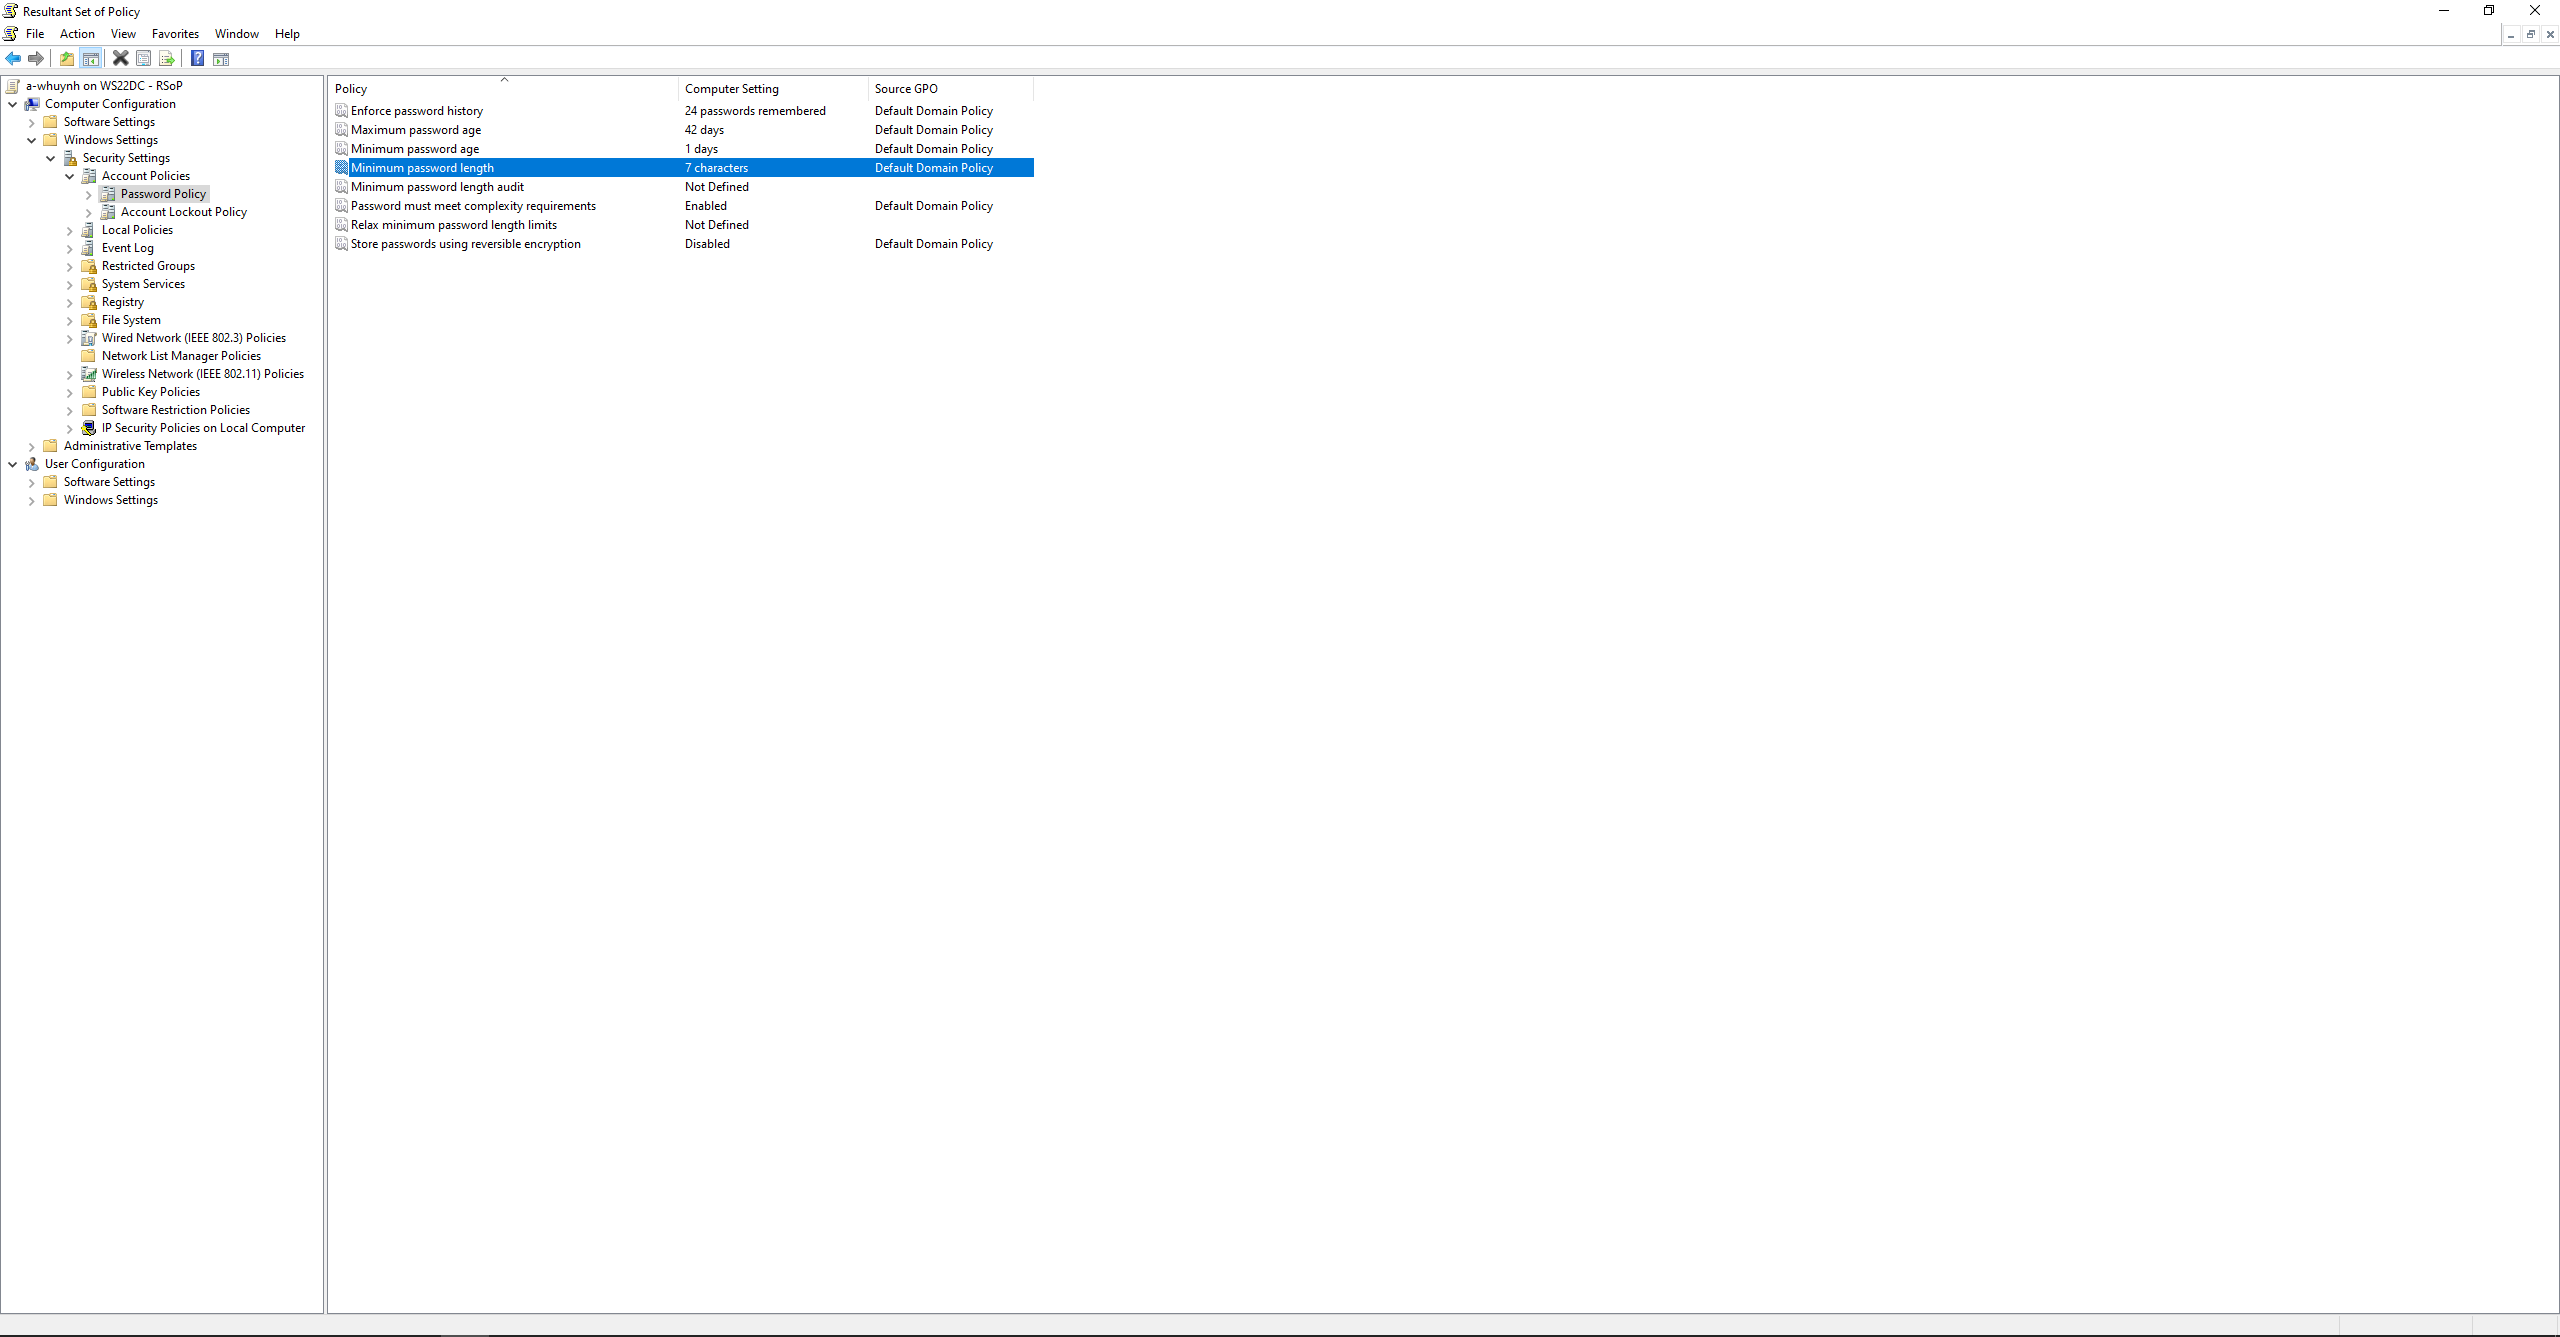 Resultant Set of Policy
File Action View Favorites Window Help
a-whuynh on WS22DC - RSoP
Computer Configuration
Software Settings
Windows Settings
Security Settings
Account Policies
Password Policy
Account Lockout Policy
Local Policies
Event Log
Restricted Groups
System Services
Registry
File System
Wired Network (IEEE 802.3) Policies
Network List Manager Policies
Wireless Network (IEEE 802.11) Policies
Public Key Policies
Software Restriction Policies
IP Security Policies on Local Computer
Administrative Templates
User Configuration
Software Settings
Windows Settings
Policy Computer Setting Source GPO
Enforce password history 24 passwords remembered Default Domain Policy
Maximum password age 42 days Default Domain Policy
Minimum password age 1 days Default Domain Policy
Minimum password length 7 characters Default Domain Policy
Minimum password length audit Not Defined
Password must meet complexity requirements Enabled Default Domain Policy
Relax minimum password length limits Not Defined
Store passwords using reversible encryption Disabled Default Domain Policy